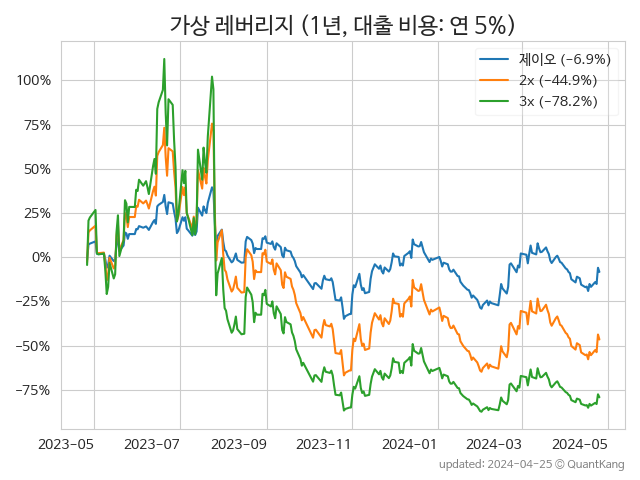 가상 레버리지 (1년, 대출 비용: 연 5%)
제이오 (−6.9%)
2x (−44.9%)
3x (−78.2%)
100%
75%
50%
25%
0%
−25%
−50%
−75%
2023-05 2023-07 2023-09 2023-11 2024-01 2024-03 2024-05
updated: 2024-04-25 © QuantKang